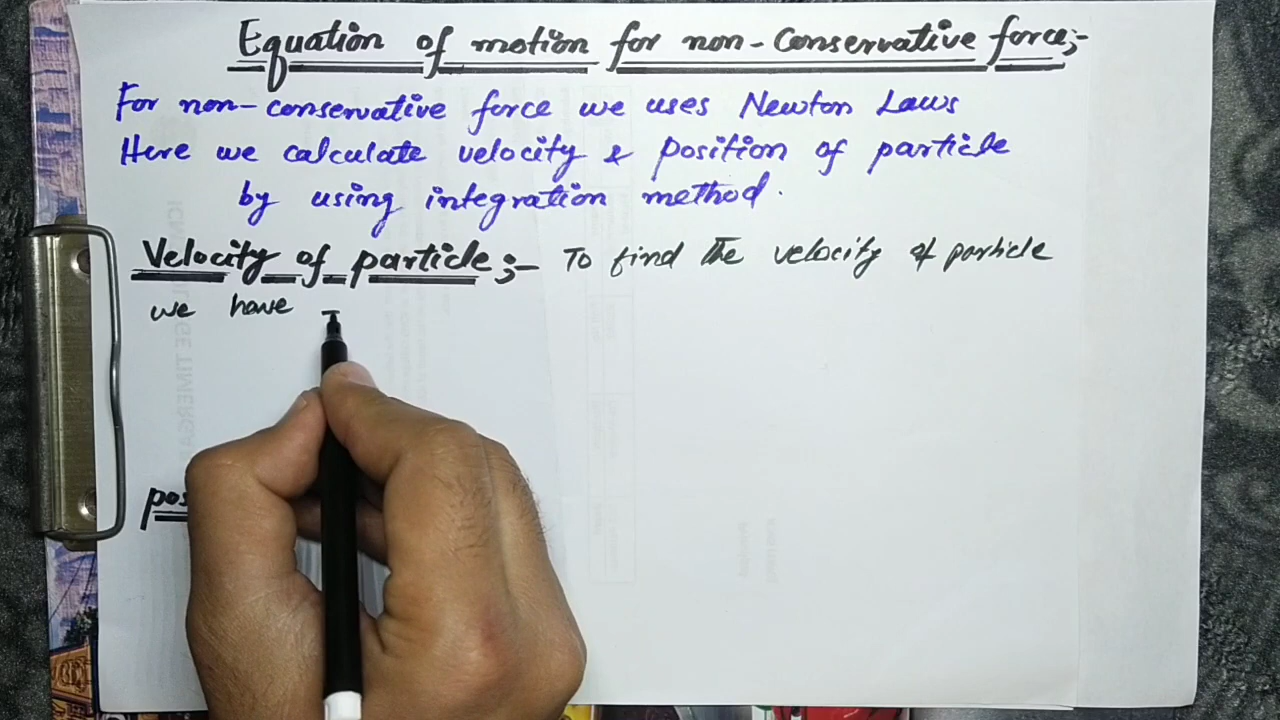 Equation of motion for non-Conservative force;-
For non-conservative force we uses Newton Laws
Here we calculate velocity & position of particle
by using integration method.
Velocity of particle;- To find the velocity of particle
we have
pos